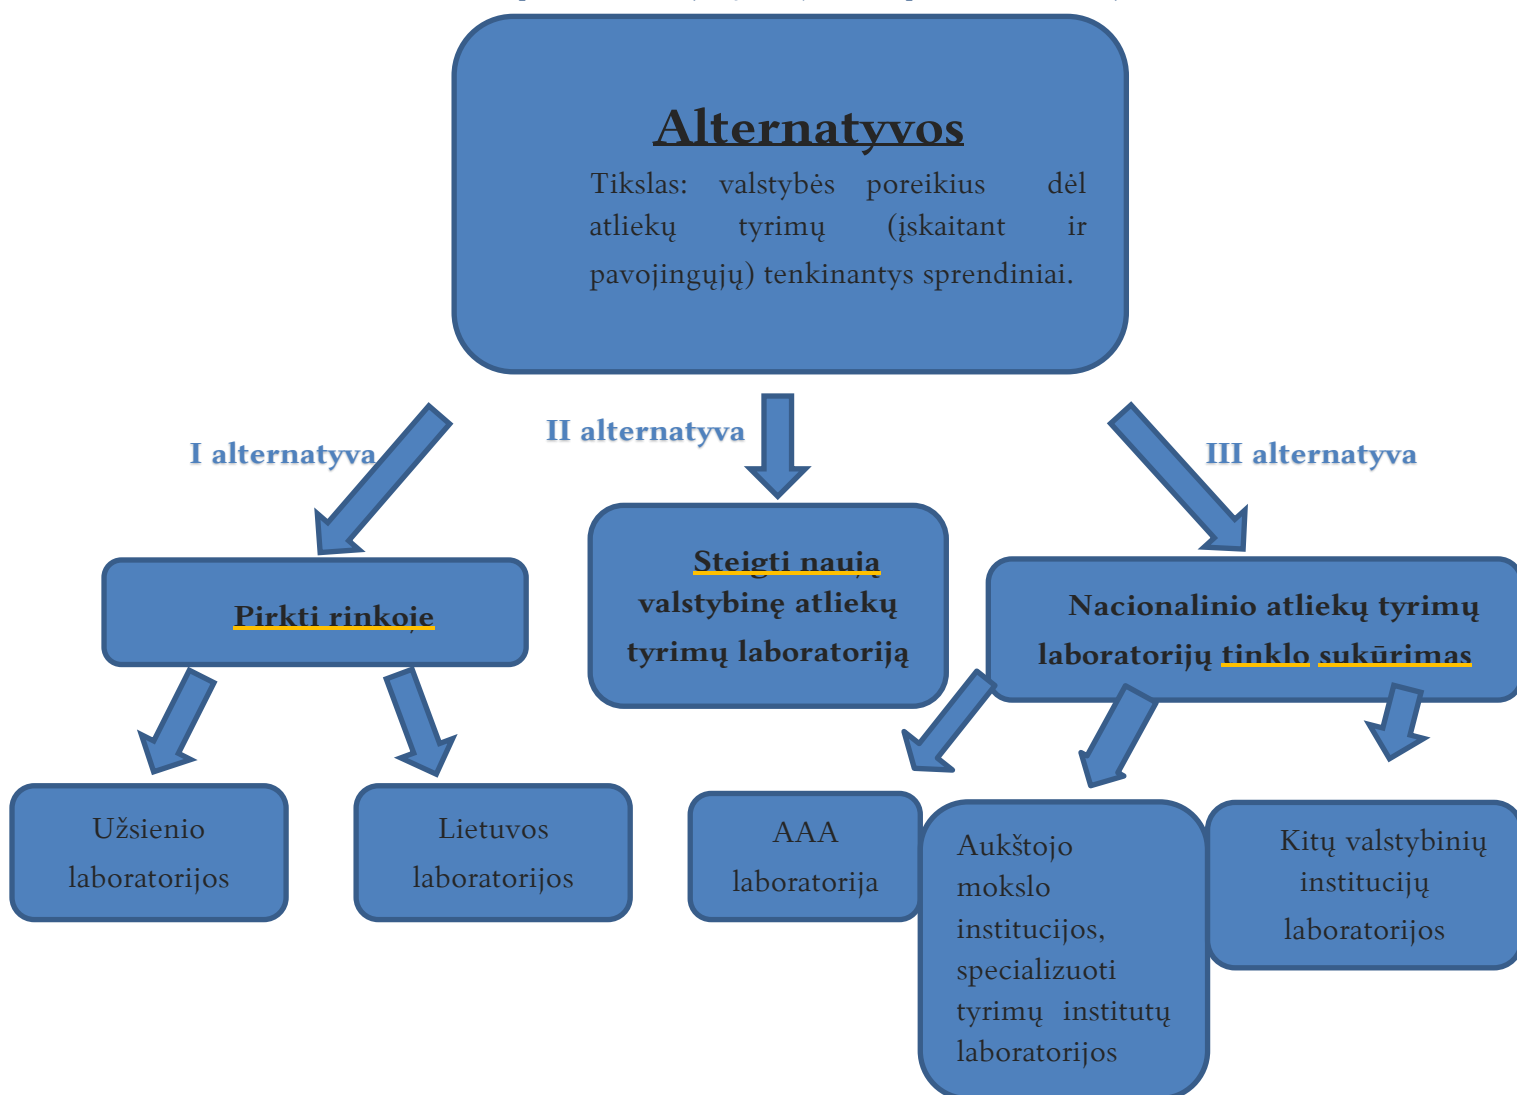 Alternatyvos
Tikslas: valstybės poreikius dėl
atliekų tyrimų (įskaitant ir
pavojingųjų) tenkinantys sprendiniai.
I alternatyva
II alternatyva
III alternatyva
Pirkti rinkoje
Steigti naują
valstybinę atliekų
tyrimų laboratoriją
Nacionalinio atliekų tyrimų
laboratorijų tinklo sukūrimas
Užsienio
laboratorijos
Lietuvos
laboratorijos
AAA
laboratorija
Aukštojo
mokslo
institucijos,
specializuoti
tyrimų institutų
laboratorijos
Kitų valstybinių
institucijų
laboratorijos